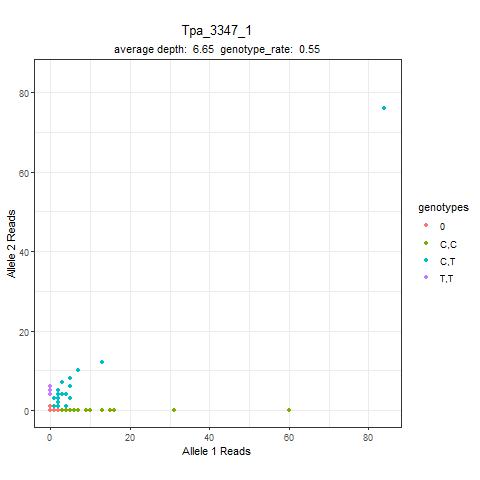 Tpa_3347_1
average depth:  6.65  genotype_rate:  0.55
80
60
40
20
0
Allele 2 Reads
0
20
40
60
80
Allele 1 Reads
genotypes
0
C,C
C,T
T,T